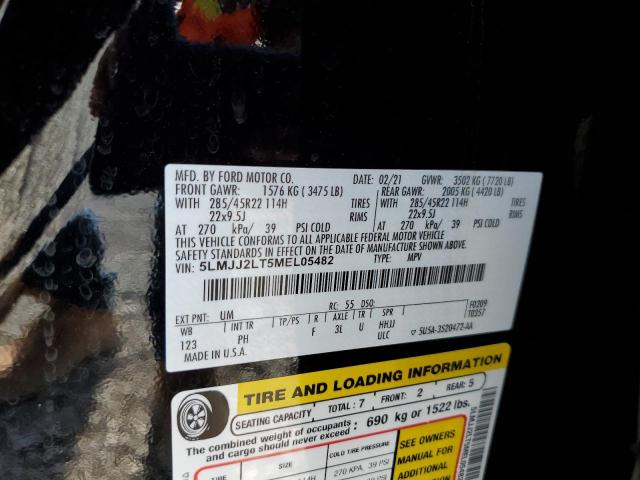 MFD. BY FORD MOTOR CO.
DATE: 02/21 GVWR: 3502 KG (7720 LB)
FRONT GAWR: 1576 KG (3475 LB) REAR GAWR: 2005 KG (4420 LB)
WITH 285/45R22 114H TIRES WITH 285/45R22 114H TIRES
22x9.5J RIMS 22x9.5J RIMS
AT 270 kPa/ 39 PSI COLD AT 270 kPa/ 39 PSI COLD
THIS VEHICLE CONFORMS TO ALL APPLICABLE FEDERAL MOTOR VEHICLE
SAFETY STANDARDS IN EFFECT ON THE DATE OF MANUFACTURE SHOWN ABOVE.
VIN: 5LMJJ2LT5MEL05482 TYPE: MPV
F0209
T0357
EXT PNT: UM RC: 55 DSO:
WB INT TR TP/PS R AXLE TR SPR
123 PH F 3L U HHJJ
ULC
MADE IN U.S.A. 5U5A-3520472-AA
TIRE AND LOADING INFORMATION
SEATING CAPACITY TOTAL: 7 FRONT: 2 REAR: 5
The combined weight of occupants and cargo should never exceed: 690 kg or 1522 lbs.
TIRE SIZE COLD TIRE PRESSURE
114H 270 KPA, 39 PSI
SEE OWNERS
MANUAL FOR
ADDITIONAL